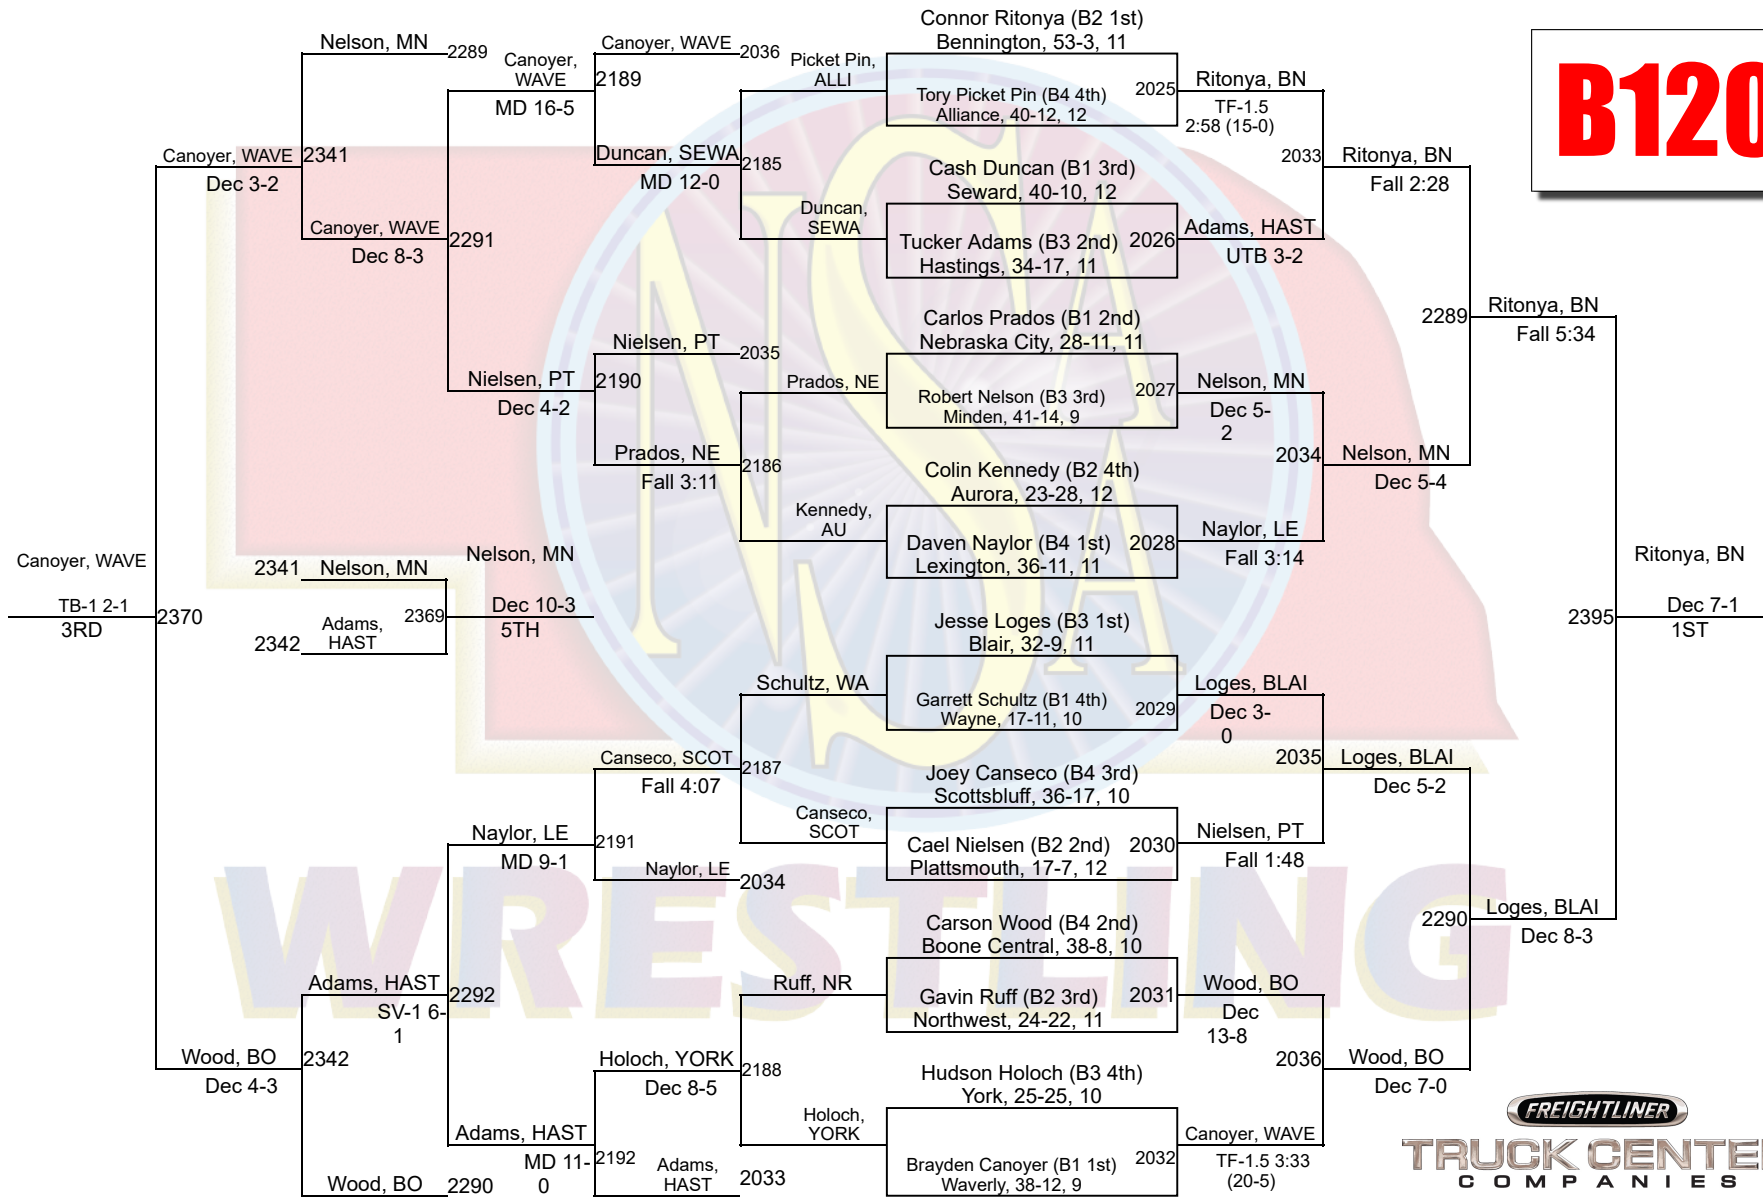 B120
Connor Ritonya (B2 1st)
Bennington, 53-3, 11
Tory Picket Pin (B4 4th)
Alliance, 40-12, 12
2025
Cash Duncan (B1 3rd)
Seward, 40-10, 12
Tucker Adams (B3 2nd)
Hastings, 34-17, 11
2026
Carlos Prados (B1 2nd)
Nebraska City, 28-11, 11
Robert Nelson (B3 3rd)
Minden, 41-14, 9
2027
Colin Kennedy (B2 4th)
Aurora, 23-28, 12
Daven Naylor (B4 1st)
Lexington, 36-11, 11
2028
Jesse Loges (B3 1st)
Blair, 32-9, 11
Garrett Schultz (B1 4th)
Wayne, 17-11, 10
2029
Joey Canseco (B4 3rd)
Scottsbluff, 36-17, 10
Cael Nielsen (B2 2nd)
Plattsmouth, 17-7, 12
2030
Carson Wood (B4 2nd)
Boone Central, 38-8, 10
Gavin Ruff (B2 3rd)
Northwest, 24-22, 11
2031
Hudson Holoch (B3 4th)
York, 25-25, 10
Brayden Canoyer (B1 1st)
Waverly, 38-12, 9
2032
Ritonya, BN
TF-1.5
2:58 (15-0)
2033
Adams, HAST
UTB 3-2
Nelson, MN
Dec 5-
2
2034
Naylor, LE
Fall 3:14
Loges, BLAI
Dec 3-
0
2035
Nielsen, PT
Fall 1:48
Wood, BO
Dec
13-8
2036
Canoyer, WAVE
TF-1.5 3:33
(20-5)
Ritonya, BN
Fall 2:28
2289
Nelson, MN
Dec 5-4
Loges, BLAI
Dec 5-2
2290
Wood, BO
Dec 7-0
Ritonya, BN
Fall 5:34
2395
Loges, BLAI
Dec 8-3
Ritonya, BN
Dec 7-1
1ST
Picket Pin,
ALLI
2185
Duncan,
SEWA
Prados, NE
2186
Kennedy,
AU
Schultz, WA
2187
Canseco,
SCOT
Ruff, NR
2188
Holoch,
YORK
Canoyer, WAVE
2036
2189
Duncan, SEWA
MD 12-0
Nielsen, PT
2035
2190
Prados, NE
Fall 3:11
Canseco, SCOT
Fall 4:07
2191
Naylor, LE
2034
Holoch, YORK
Dec 8-5
2192
Adams,
HAST
2033
Canoyer,
WAVE
MD 16-5
2291
Nielsen, PT
Dec 4-2
Naylor, LE
MD 9-1
2292
Adams, HAST
MD 11-
0
Nelson, MN
2289
2341
Canoyer, WAVE
Dec 8-3
Adams, HAST
SV-1 6-
1
2342
Wood, BO
2290
Canoyer, WAVE
Dec 3-2
2370
Wood, BO
Dec 4-3
Canoyer, WAVE
TB-1 2-1
3RD
2341
Nelson, MN
2369
2342
Adams,
HAST
Nelson, MN
Dec 10-3
5TH
NSAA
WRESTLING
FREIGHTLINER
TRUCK CENTE
COMPANIES